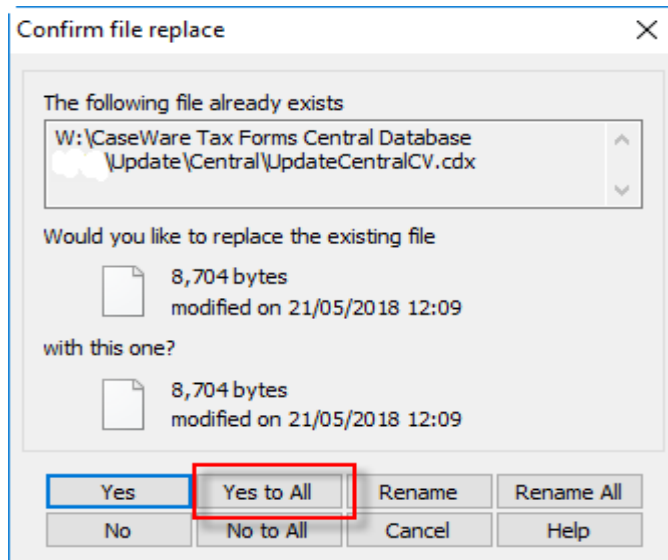 Confirm file replace
The following file already exists
W:\CaseWare Tax Forms Central Database
\Update\Central\UpdateCentralCV.cdx
Would you like to replace the existing file
8,704 bytes
modified on 21/05/2018 12:09
with this one?
8,704 bytes
modified on 21/05/2018 12:09
Yes Yes to All Rename Rename All
No No to All Cancel Help